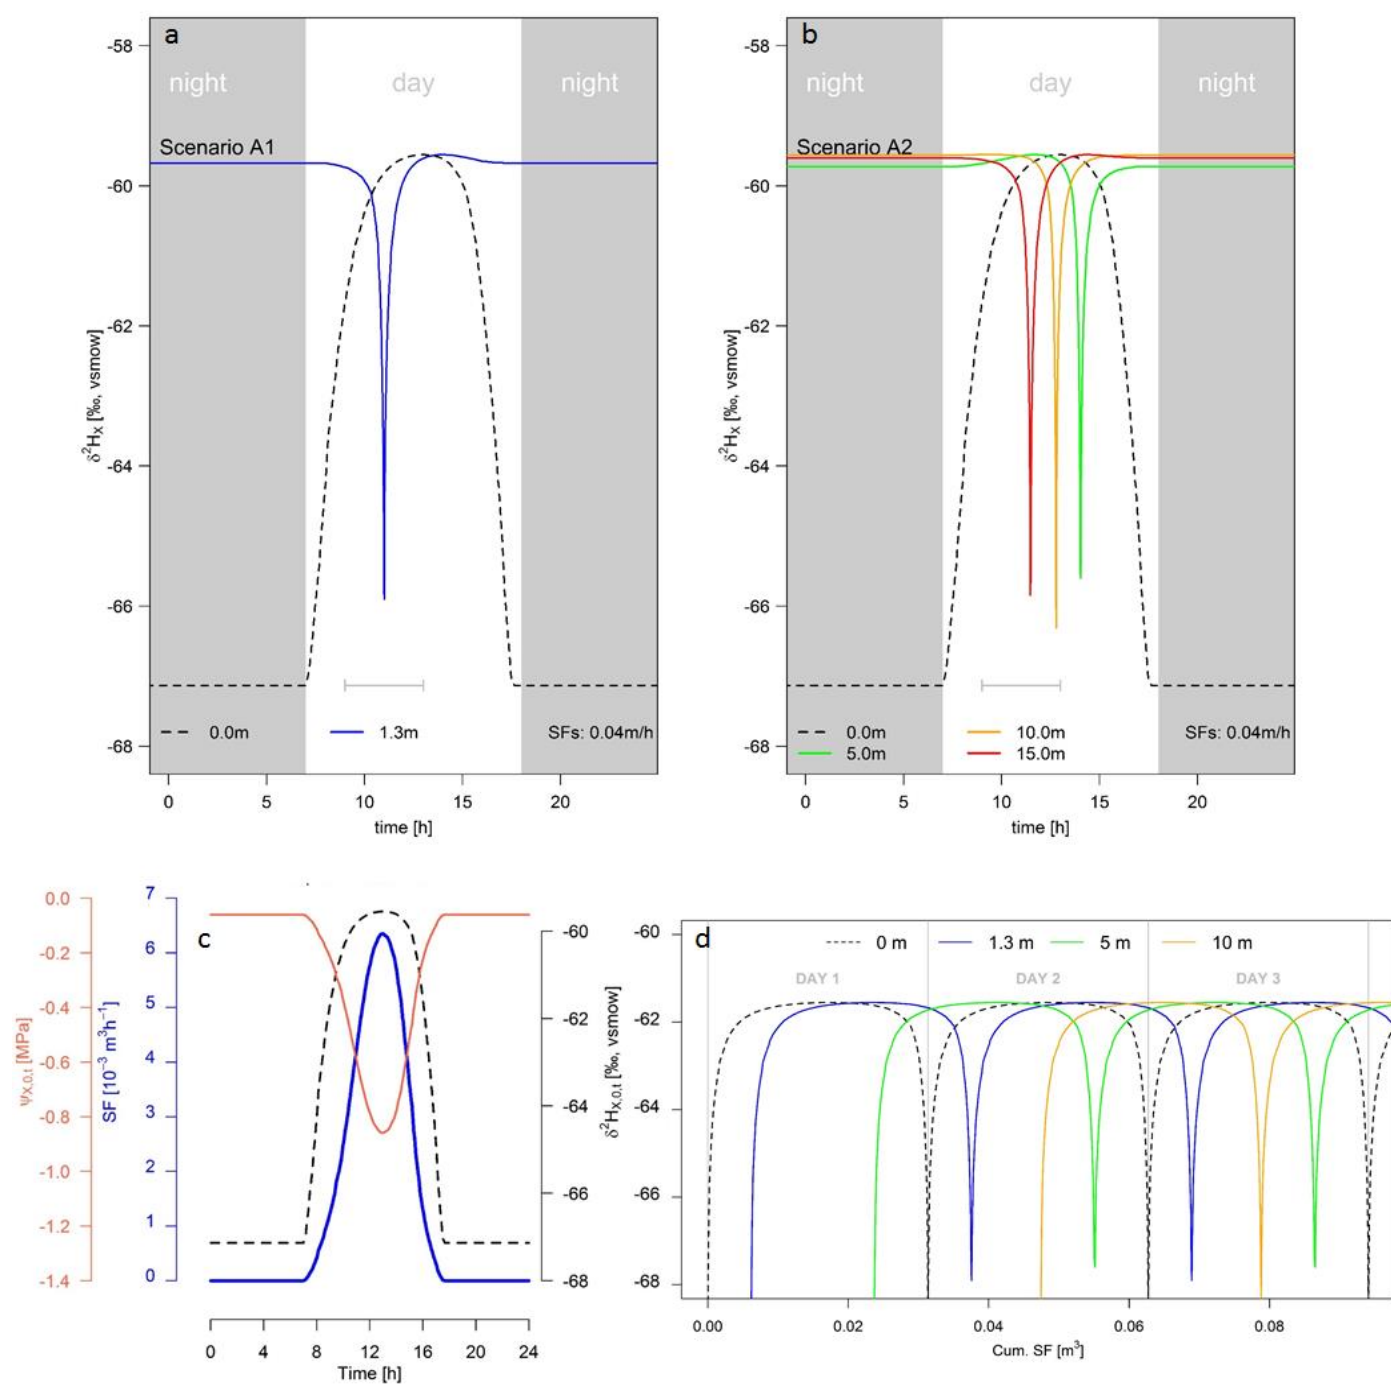 a
-58
night
day
night
Scenario A1
-60
-62
-64
-66
-68
δ²HX [‰, vsmow]
0.0m
1.3m
SFs: 0.04m/h
0
5
10
15
20
time [h]
b
-58
night
day
night
Scenario A2
-60
-62
-64
-66
-68
δ²HX [‰, vsmow]
0.0m
10.0m
SFs: 0.04m/h
5.0m
15.0m
0
5
10
15
20
time [h]
c
0.0
-0.2
-0.4
-0.6
-0.8
-1.0
-1.2
-1.4
ΨX,0,t [MPa]
7
6
5
4
3
2
1
0
SF [10⁻³ m³h⁻¹]
-60
-62
-64
-66
-68
δ²HX,0,t [‰, vsmow]
0
4
8
12
16
20
24
Time [h]
d
0 m
1.3 m
5 m
10 m
DAY 1
DAY 2
DAY 3
-60
-62
-64
-66
-68
0.00
0.02
0.04
0.06
0.08
Cum. SF [m³]